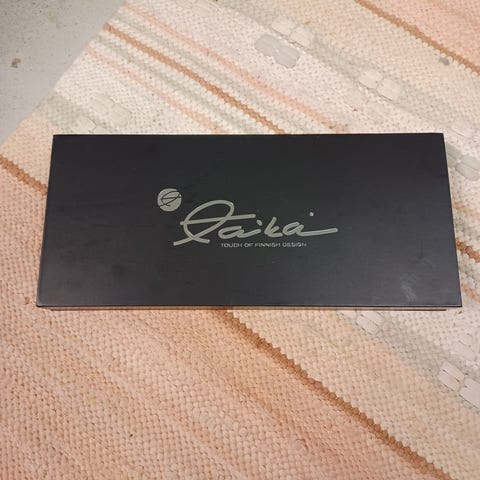 Taika
TOUCH OF FINNISH DESIGN